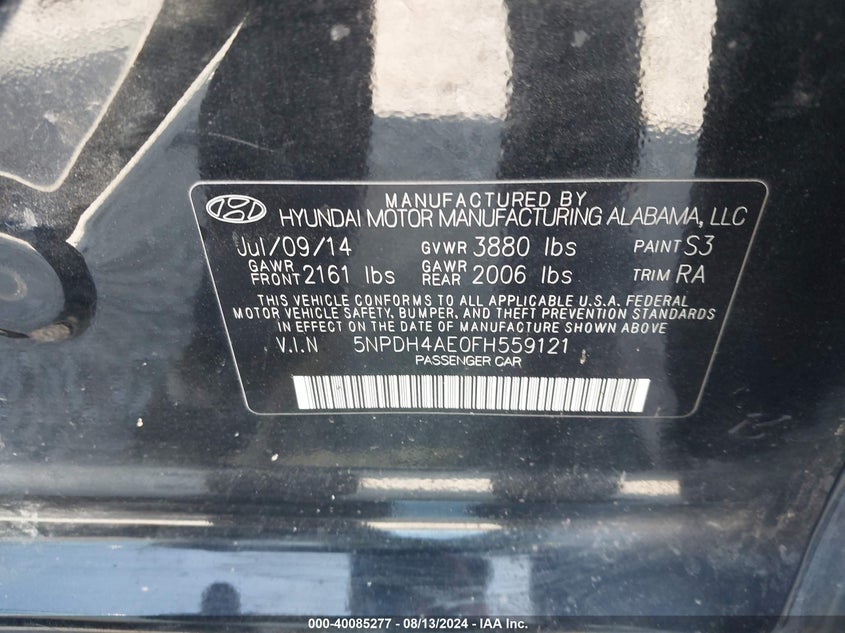 MANUFACTURED BY
HYUNDAI MOTOR MANUFACTURING ALABAMA, LLC
Jul/09/14 GVWR 3880 lbs PAINT S3
GAWR FRONT 2161 lbs GAWR REAR 2006 lbs TRIM RA
THIS VEHICLE CONFORMS TO ALL APPLICABLE U.S.A. FEDERAL
MOTOR VEHICLE SAFETY, BUMPER, AND THEFT PREVENTION STANDARDS
IN EFFECT ON THE DATE OF MANUFACTURE SHOWN ABOVE.
V.I.N 5NPDH4AE0FH559121
PASSENGER CAR
000-40085277 - 08/13/2024 - IAA Inc.